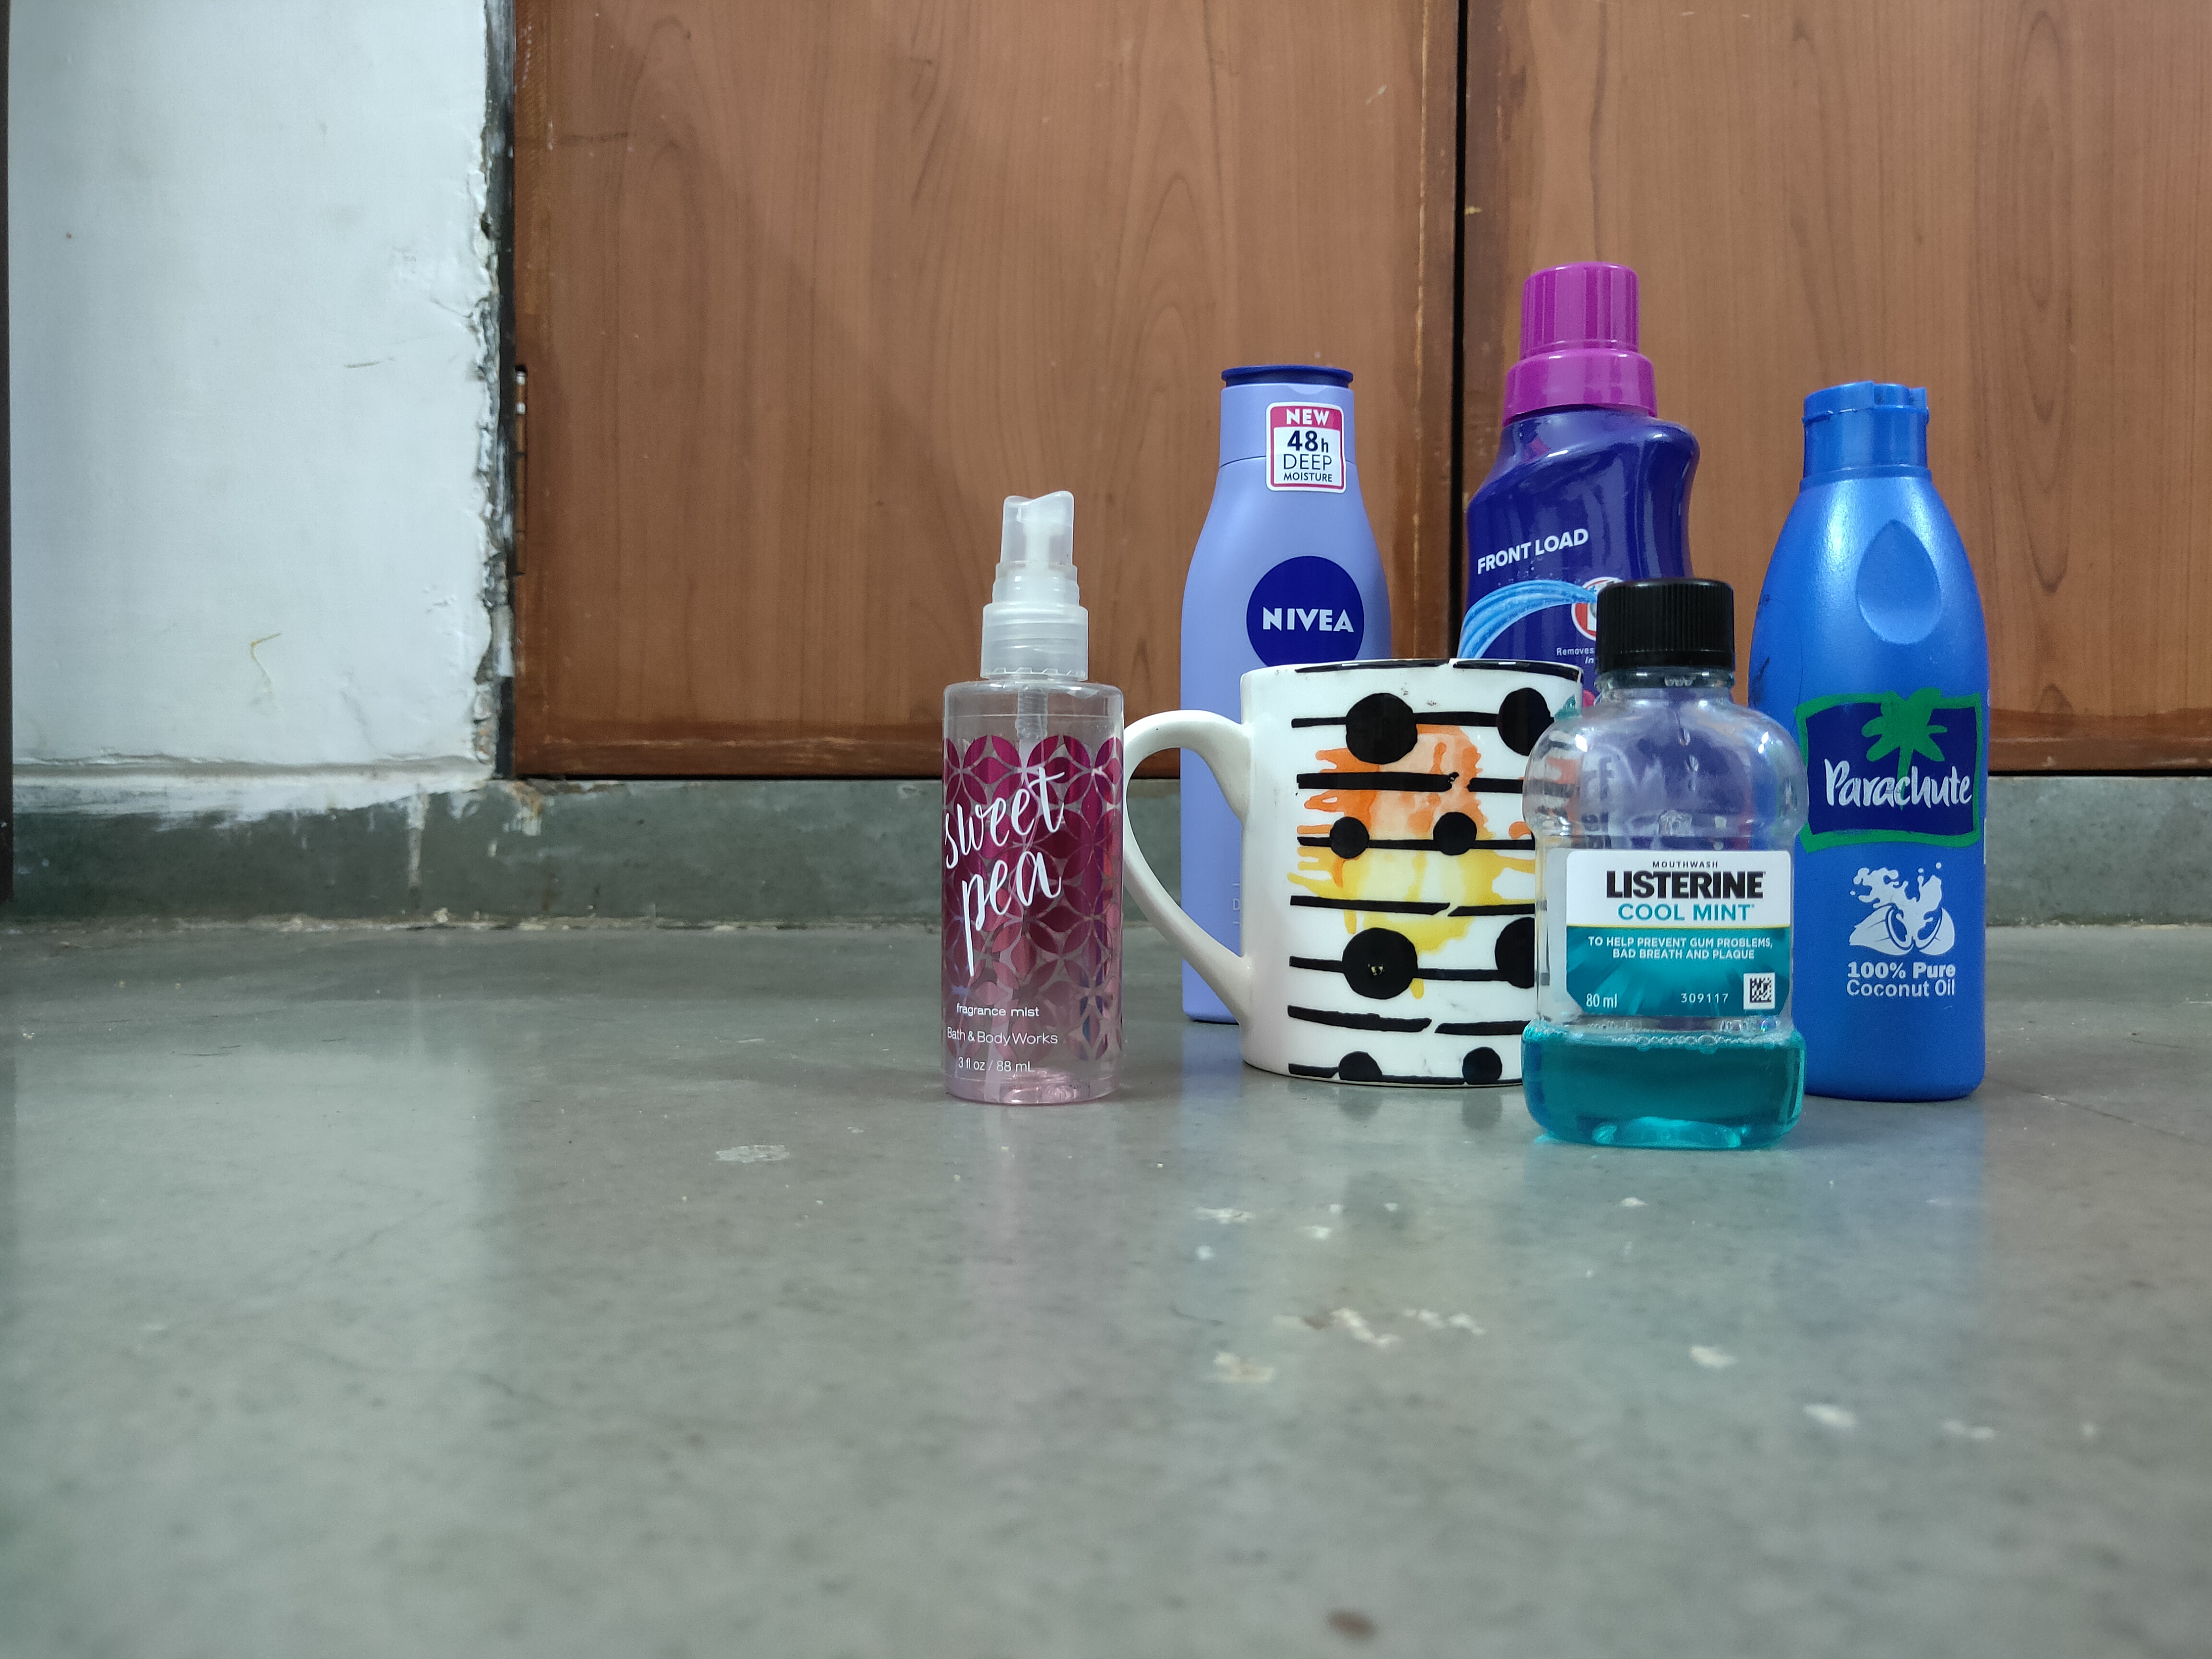 NEW
48h
DEEP
MOISTURE
NIVEA
FRONT LOAD
Removes
In
sweet
pea
fragrance mist
Bath & Body Works
3 fl oz / 88 mL
MOUTHWASH
LISTERINE
COOL MINT
TO HELP PREVENT GUM PROBLEMS,
BAD BREATH AND PLAQUE
80 ml
309117
Parachute
100% Pure
Coconut Oil